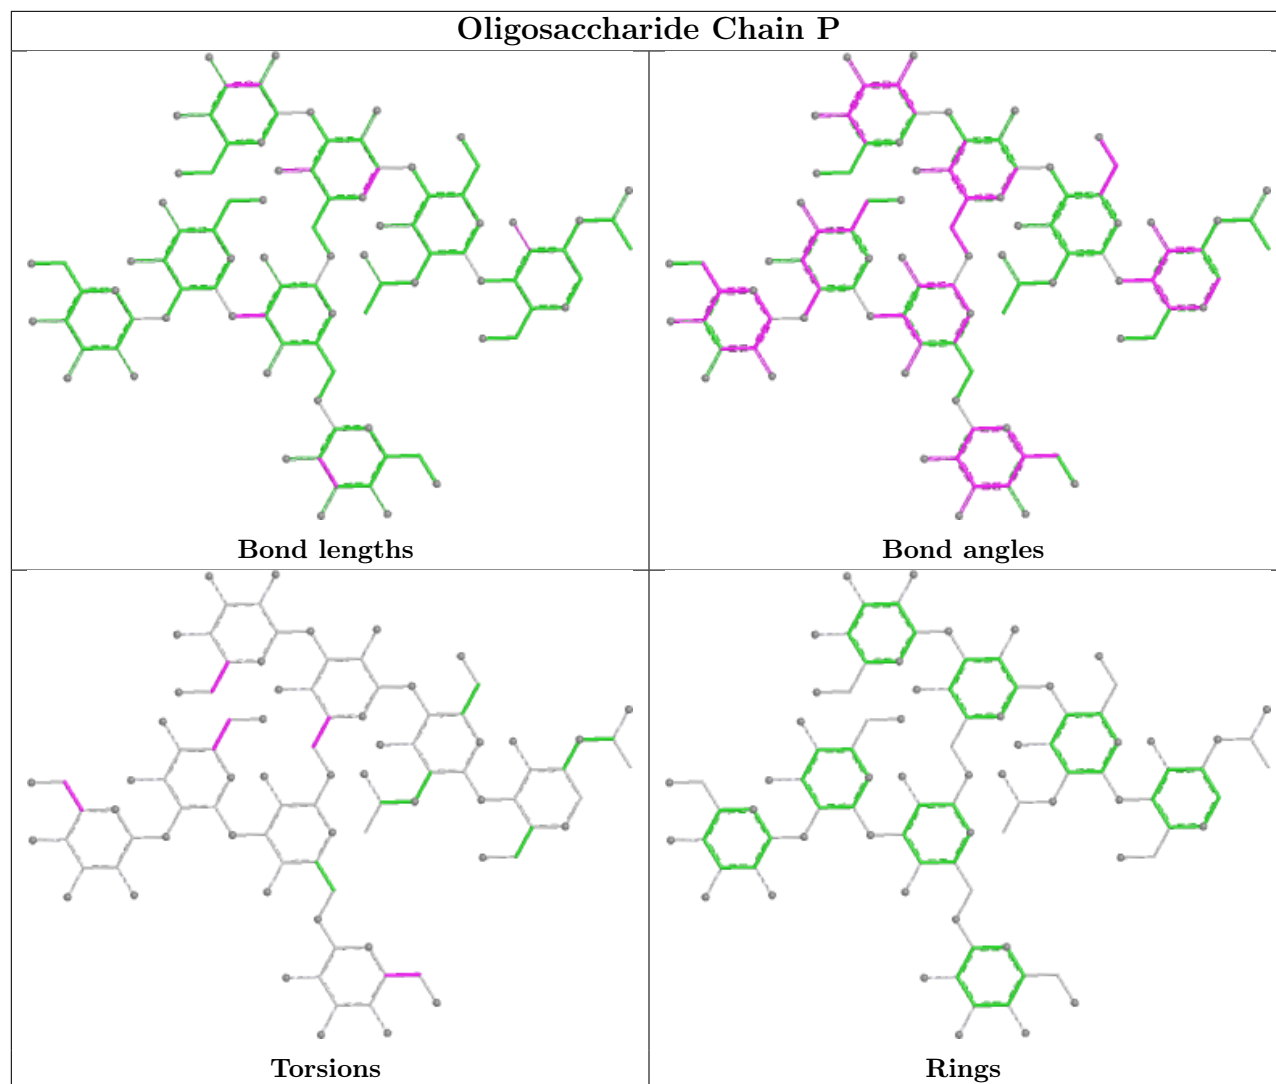 Oligosaccharide Chain P
Bond lengths
Bond angles
Torsions
Rings